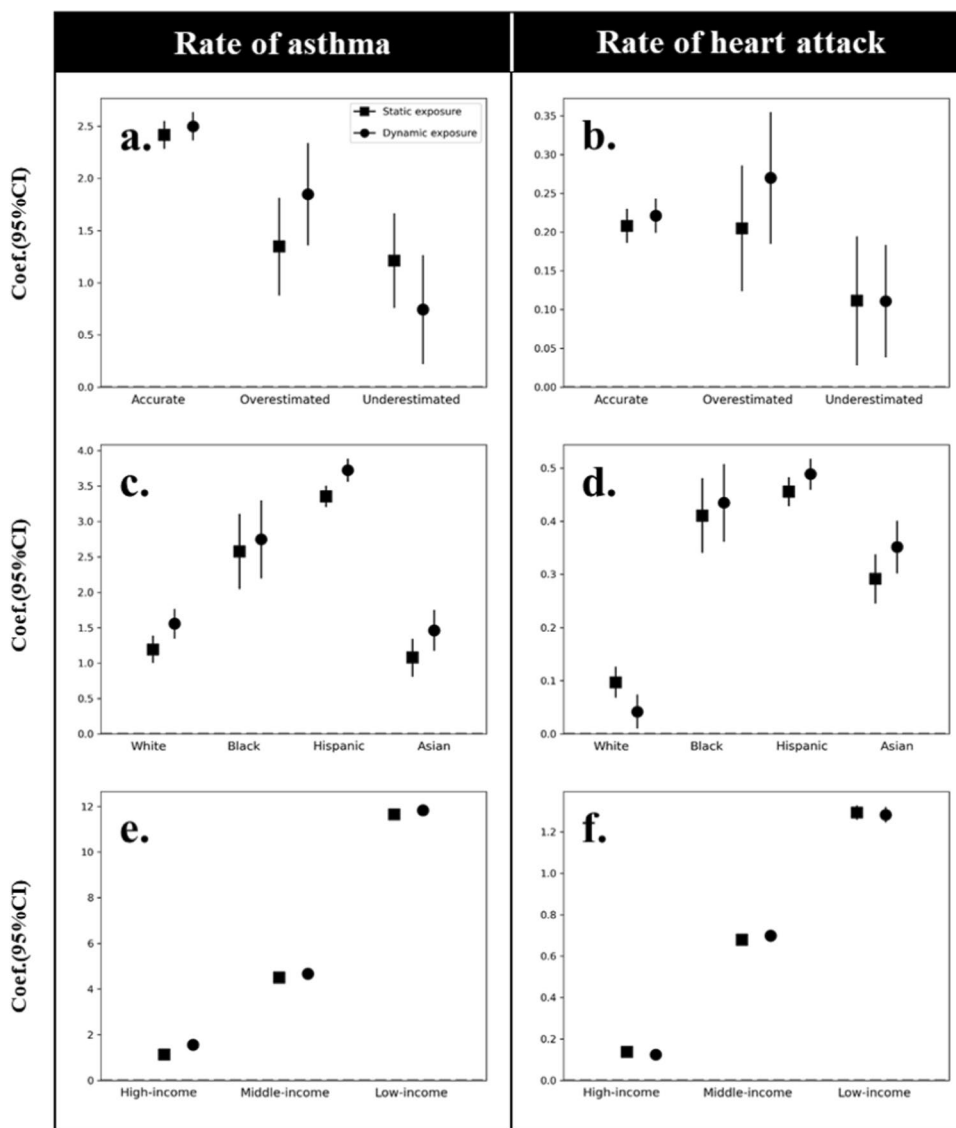 Rate of asthma
Rate of heart attack
Coef.(95%CI)
a.
2.5
2.0
1.5
1.0
0.5
0.0
Static exposure
Dynamic exposure
Accurate Overestimated Underestimated
b.
0.35
0.30
0.25
0.20
0.15
0.10
0.05
0.00
Accurate Overestimated Underestimated
Coef.(95%CI)
c.
4.0
3.5
3.0
2.5
2.0
1.5
1.0
0.5
0.0
White Black Hispanic Asian
d.
0.5
0.4
0.3
0.2
0.1
0.0
White Black Hispanic Asian
Coef.(95%CI)
e.
12
10
8
6
4
2
0
High-income Middle-income Low-income
f.
1.2
1.0
0.8
0.6
0.4
0.2
0.0
High-income Middle-income Low-income